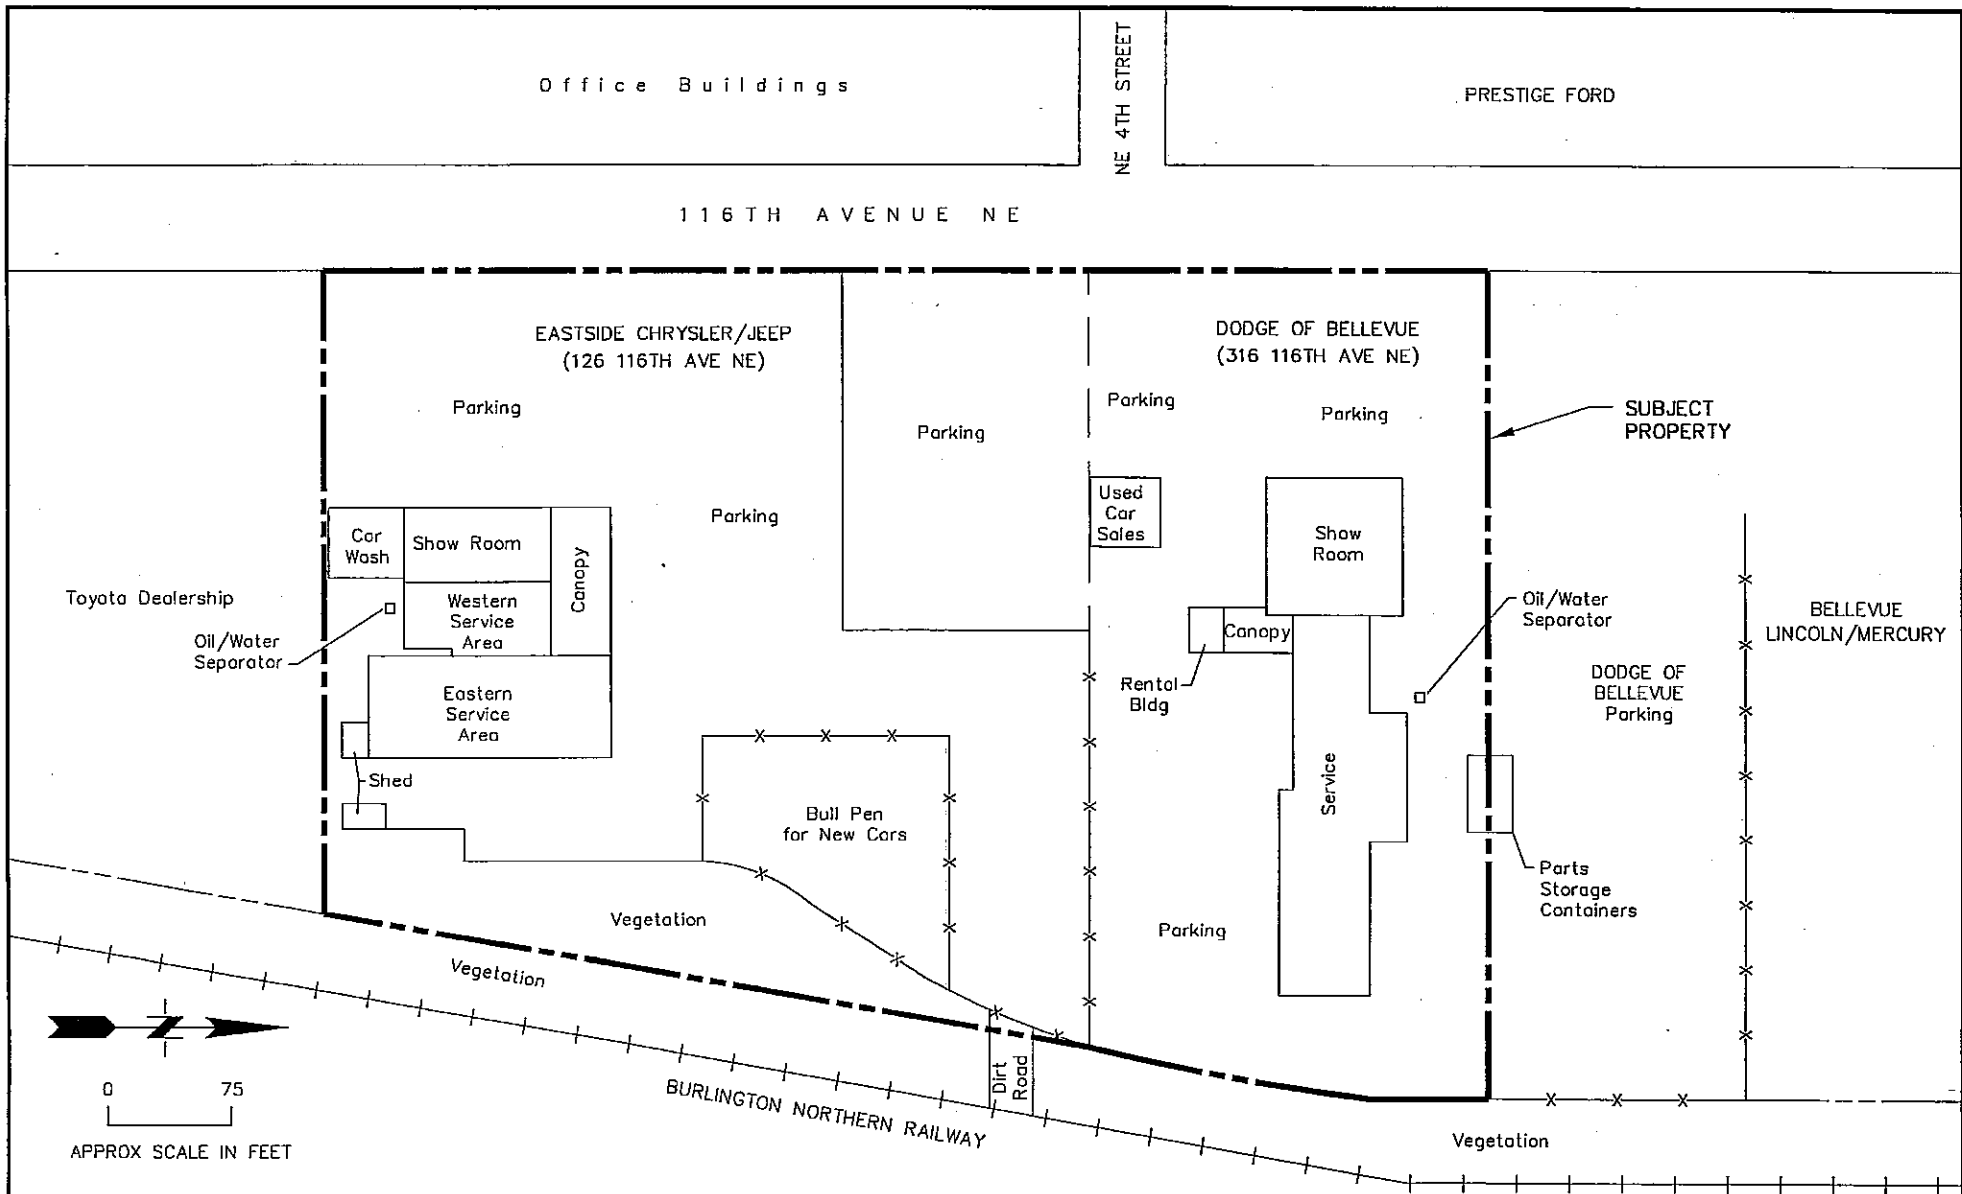 Office Buildings
NE 4TH STREET
PRESTIGE FORD
116TH AVENUE NE
EASTSIDE CHRYSLER/JEEP
(126 116TH AVE NE)
DODGE OF BELLEVUE
(316 116TH AVE NE)
Parking
Parking
Parking
Parking
Parking
SUBJECT
PROPERTY
Car
Wash
Show Room
Canopy
Western
Service
Area
Eastern
Service
Area
Toyota Dealership
Oil/Water
Separator
Shed
Used
Car
Sales
Show
Room
Canopy
Rental
Bldg
Service
Oil/Water
Separator
DODGE OF
BELLEVUE
Parking
BELLEVUE
LINCOLN/MERCURY
Bull Pen
for New Cars
Parts
Storage
Containers
Vegetation
Parking
Vegetation
Dirt
Road
BURLINGTON NORTHERN RAILWAY
Vegetation
N
0 75
APPROX SCALE IN FEET